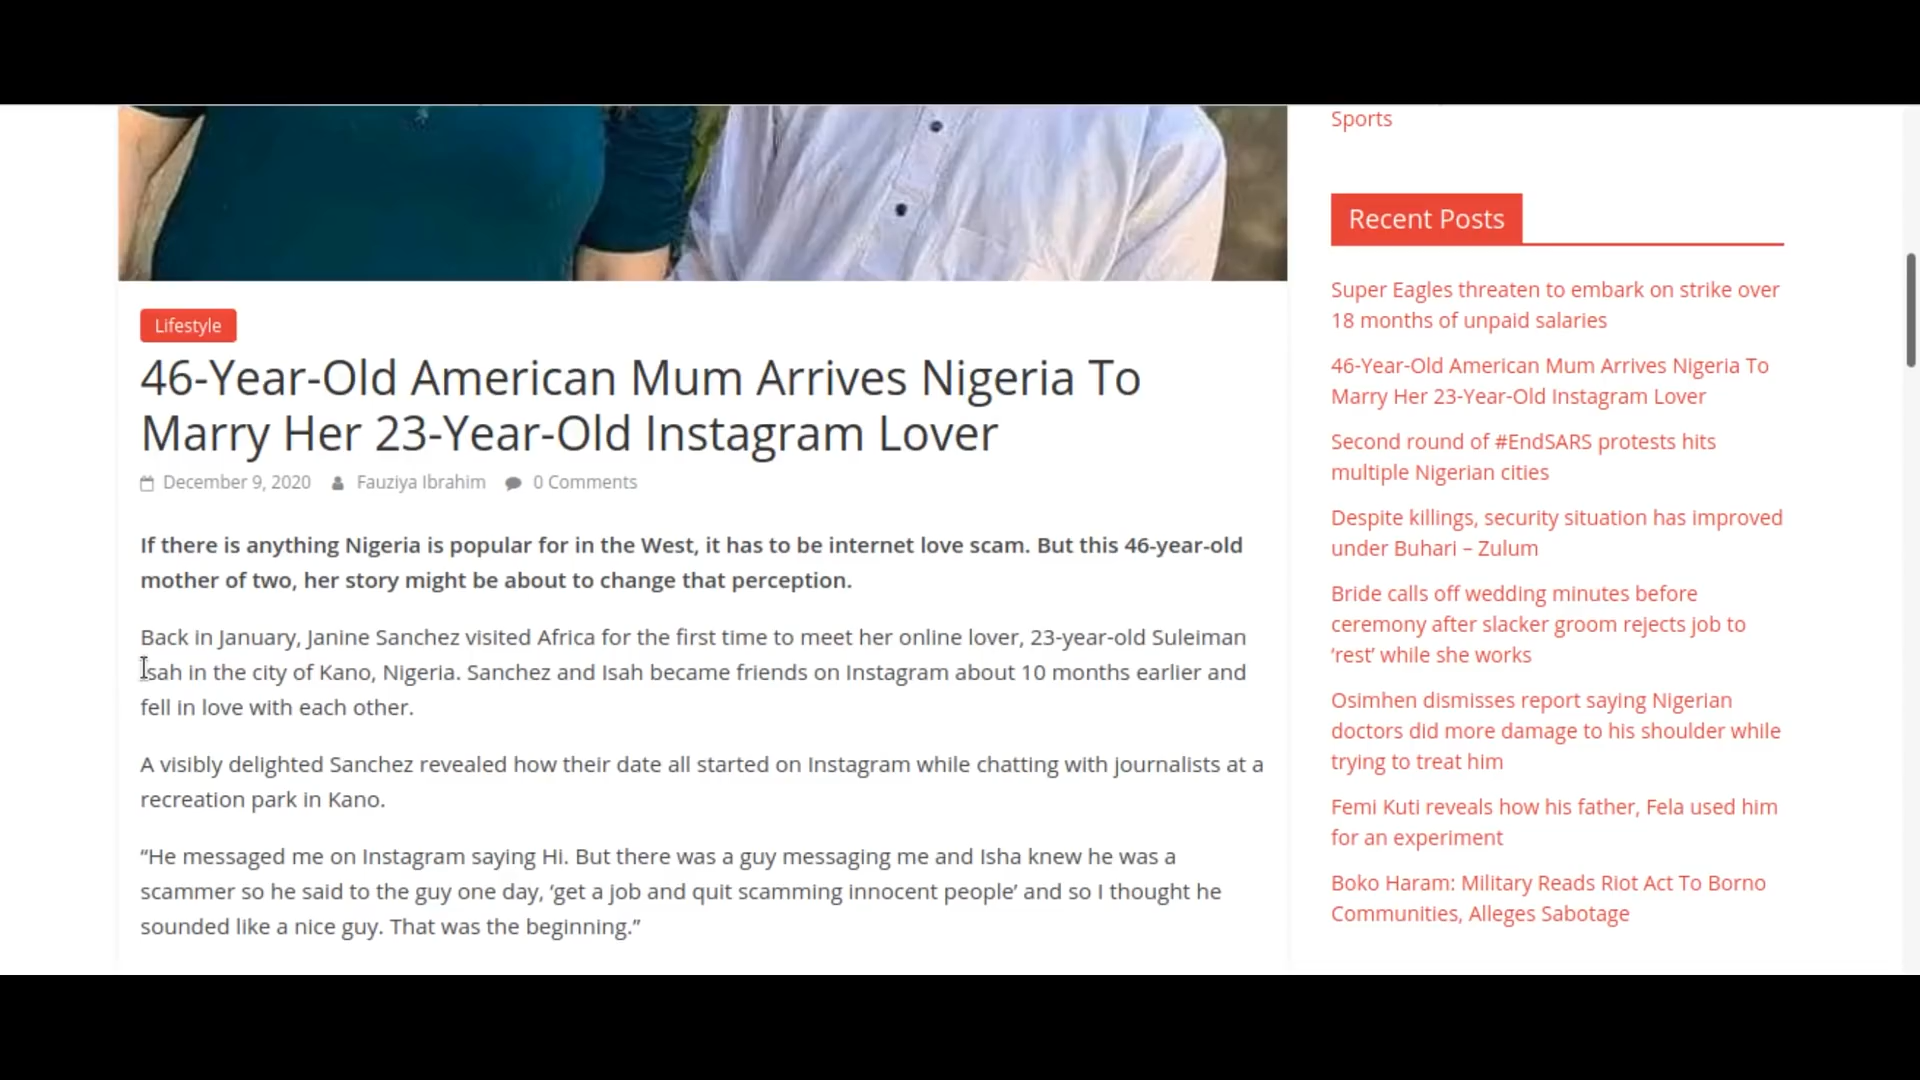 Lifestyle
46-Year-Old American Mum Arrives Nigeria To
Marry Her 23-Year-Old Instagram Lover
December 9, 2020 Fauziya Ibrahim 0 Comments
If there is anything Nigeria is popular for in the West, it has to be internet love scam. But this 46-year-old
mother of two, her story might be about to change that perception.
Back in January, Janine Sanchez visited Africa for the first time to meet her online lover, 23-year-old Suleiman
Isah in the city of Kano, Nigeria. Sanchez and Isah became friends on Instagram about 10 months earlier and
fell in love with each other.
A visibly delighted Sanchez revealed how their date all started on Instagram while chatting with journalists at a
recreation park in Kano.
“He messaged me on Instagram saying Hi. But there was a guy messaging me and Isha knew he was a
scammer so he said to the guy one day, ‘get a job and quit scamming innocent people’ and so I thought he
sounded like a nice guy. That was the beginning.”
Sports
Recent Posts
Super Eagles threaten to embark on strike over
18 months of unpaid salaries
46-Year-Old American Mum Arrives Nigeria To
Marry Her 23-Year-Old Instagram Lover
Second round of #EndSARS protests hits
multiple Nigerian cities
Despite killings, security situation has improved
under Buhari – Zulum
Bride calls off wedding minutes before
ceremony after slacker groom rejects job to
‘rest’ while she works
Osimhen dismisses report saying Nigerian
doctors did more damage to his shoulder while
trying to treat him
Femi Kuti reveals how his father, Fela used him
for an experiment
Boko Haram: Military Reads Riot Act To Borno
Communities, Alleges Sabotage